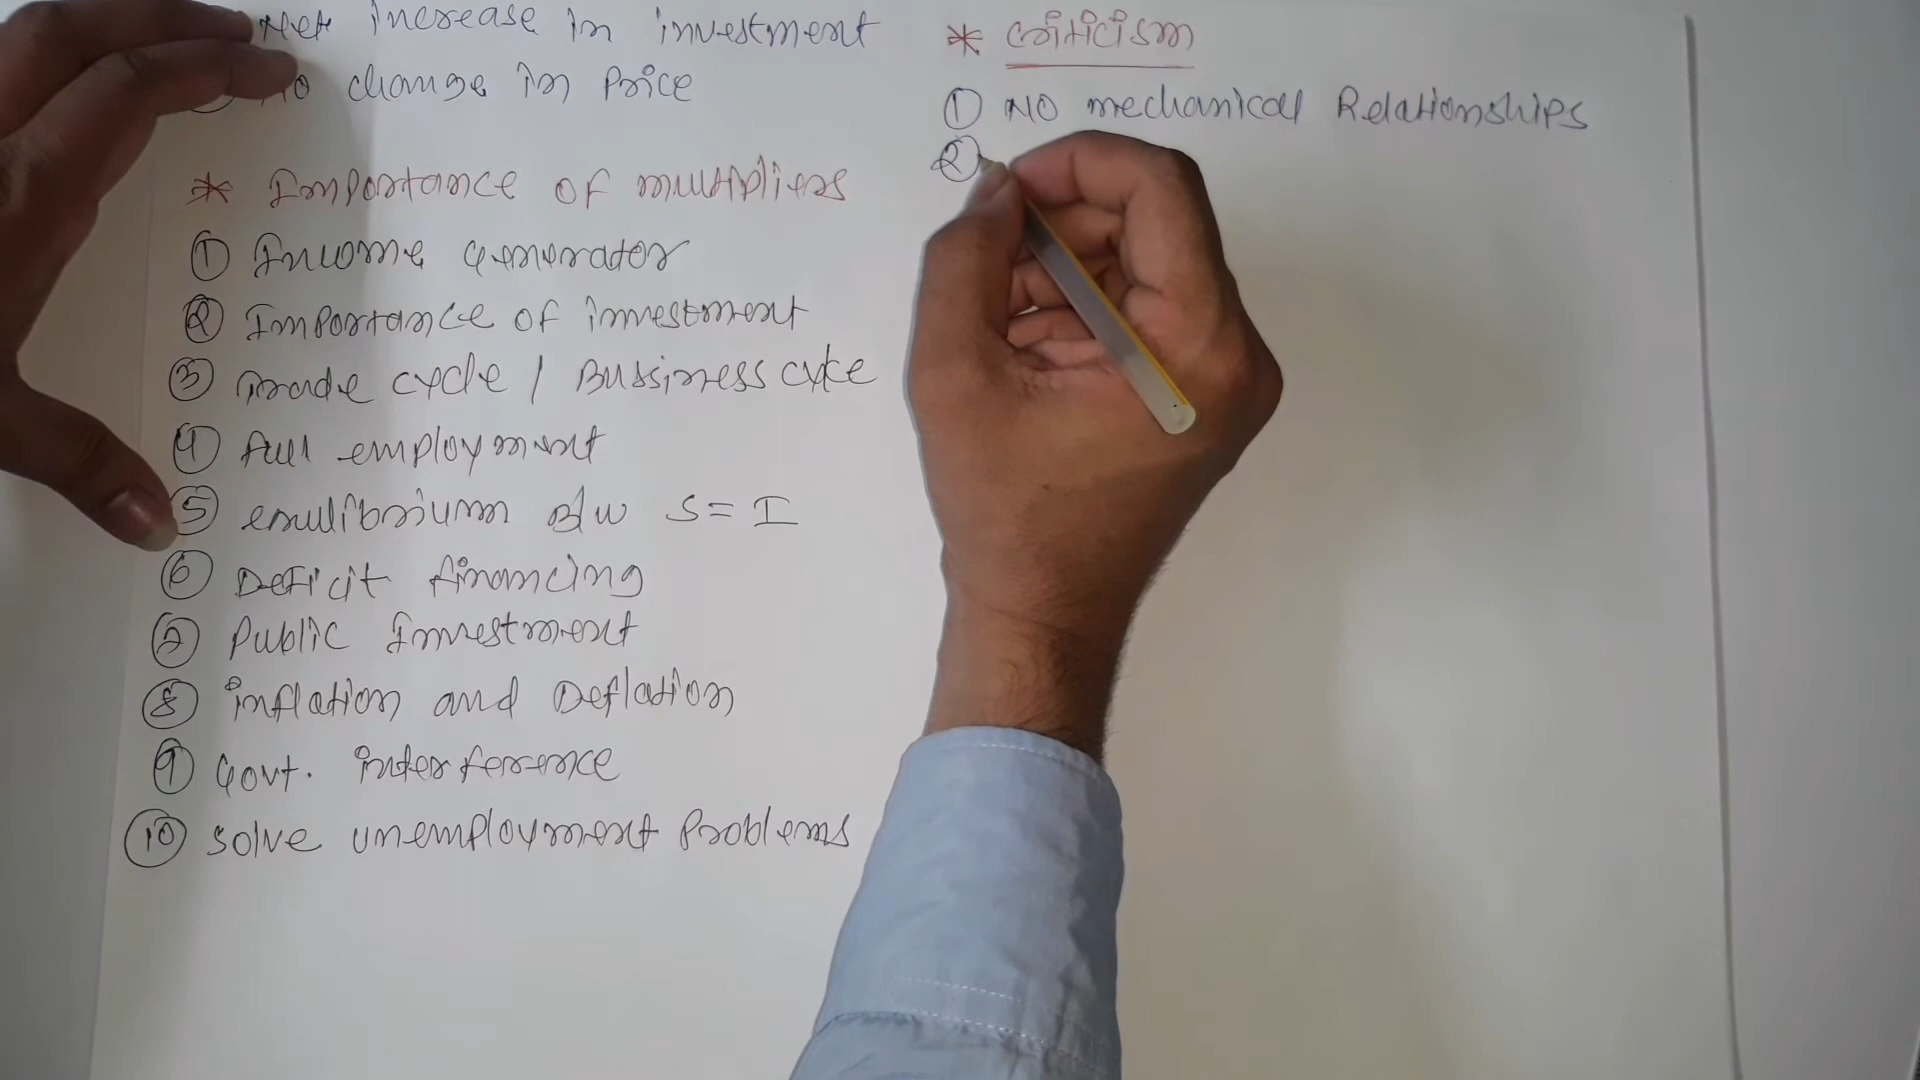 Net increase in investment
No change in Price
* Importance of multipliers
① Income generator
② Importance of investment
③ Trade cycle / Bussiness cycle
④ full employment
⑤ equilibrium b/w S = I
⑥ Deficit financing
⑦ Public Investment
⑧ inflation and Deflation
⑨ Govt. interference
⑩ Solve unemployment Problems
* Criticism
① No mechanical Relationships
②